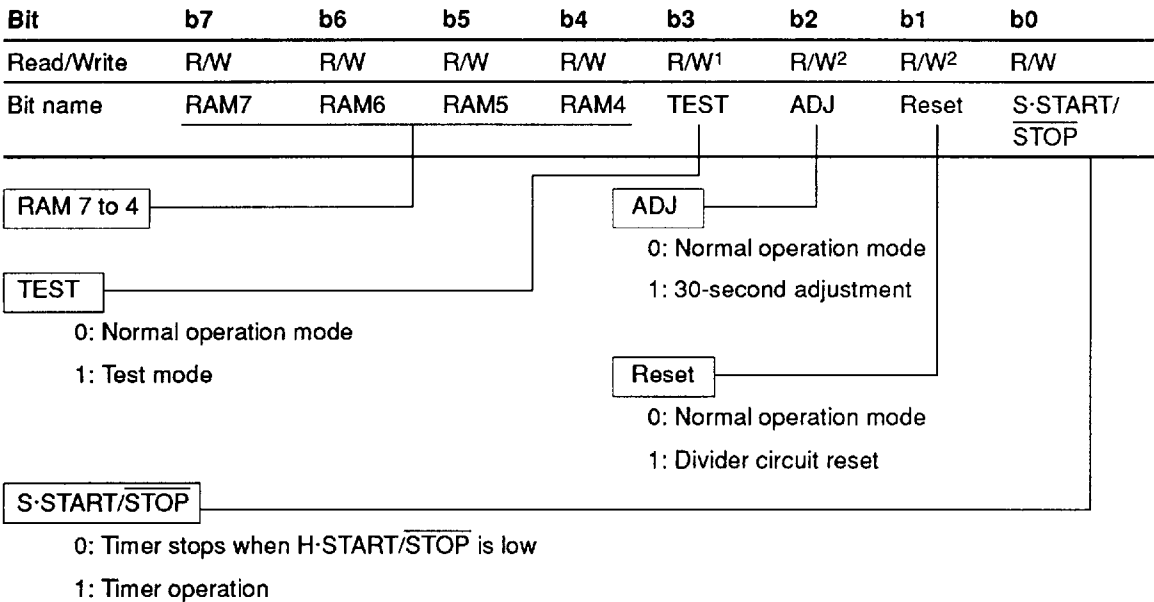 Bit b7 b6 b5 b4 b3 b2 b1 b0
Read/Write R/W R/W R/W R/W R/W¹ R/W² R/W² R/W
Bit name RAM7 RAM6 RAM5 RAM4 TEST ADJ Reset S·START/
STOP
RAM 7 to 4
TEST
0: Normal operation mode
1: Test mode
ADJ
0: Normal operation mode
1: 30-second adjustment
Reset
0: Normal operation mode
1: Divider circuit reset
S·START/STOP
0: Timer stops when H·START/STOP is low
1: Timer operation